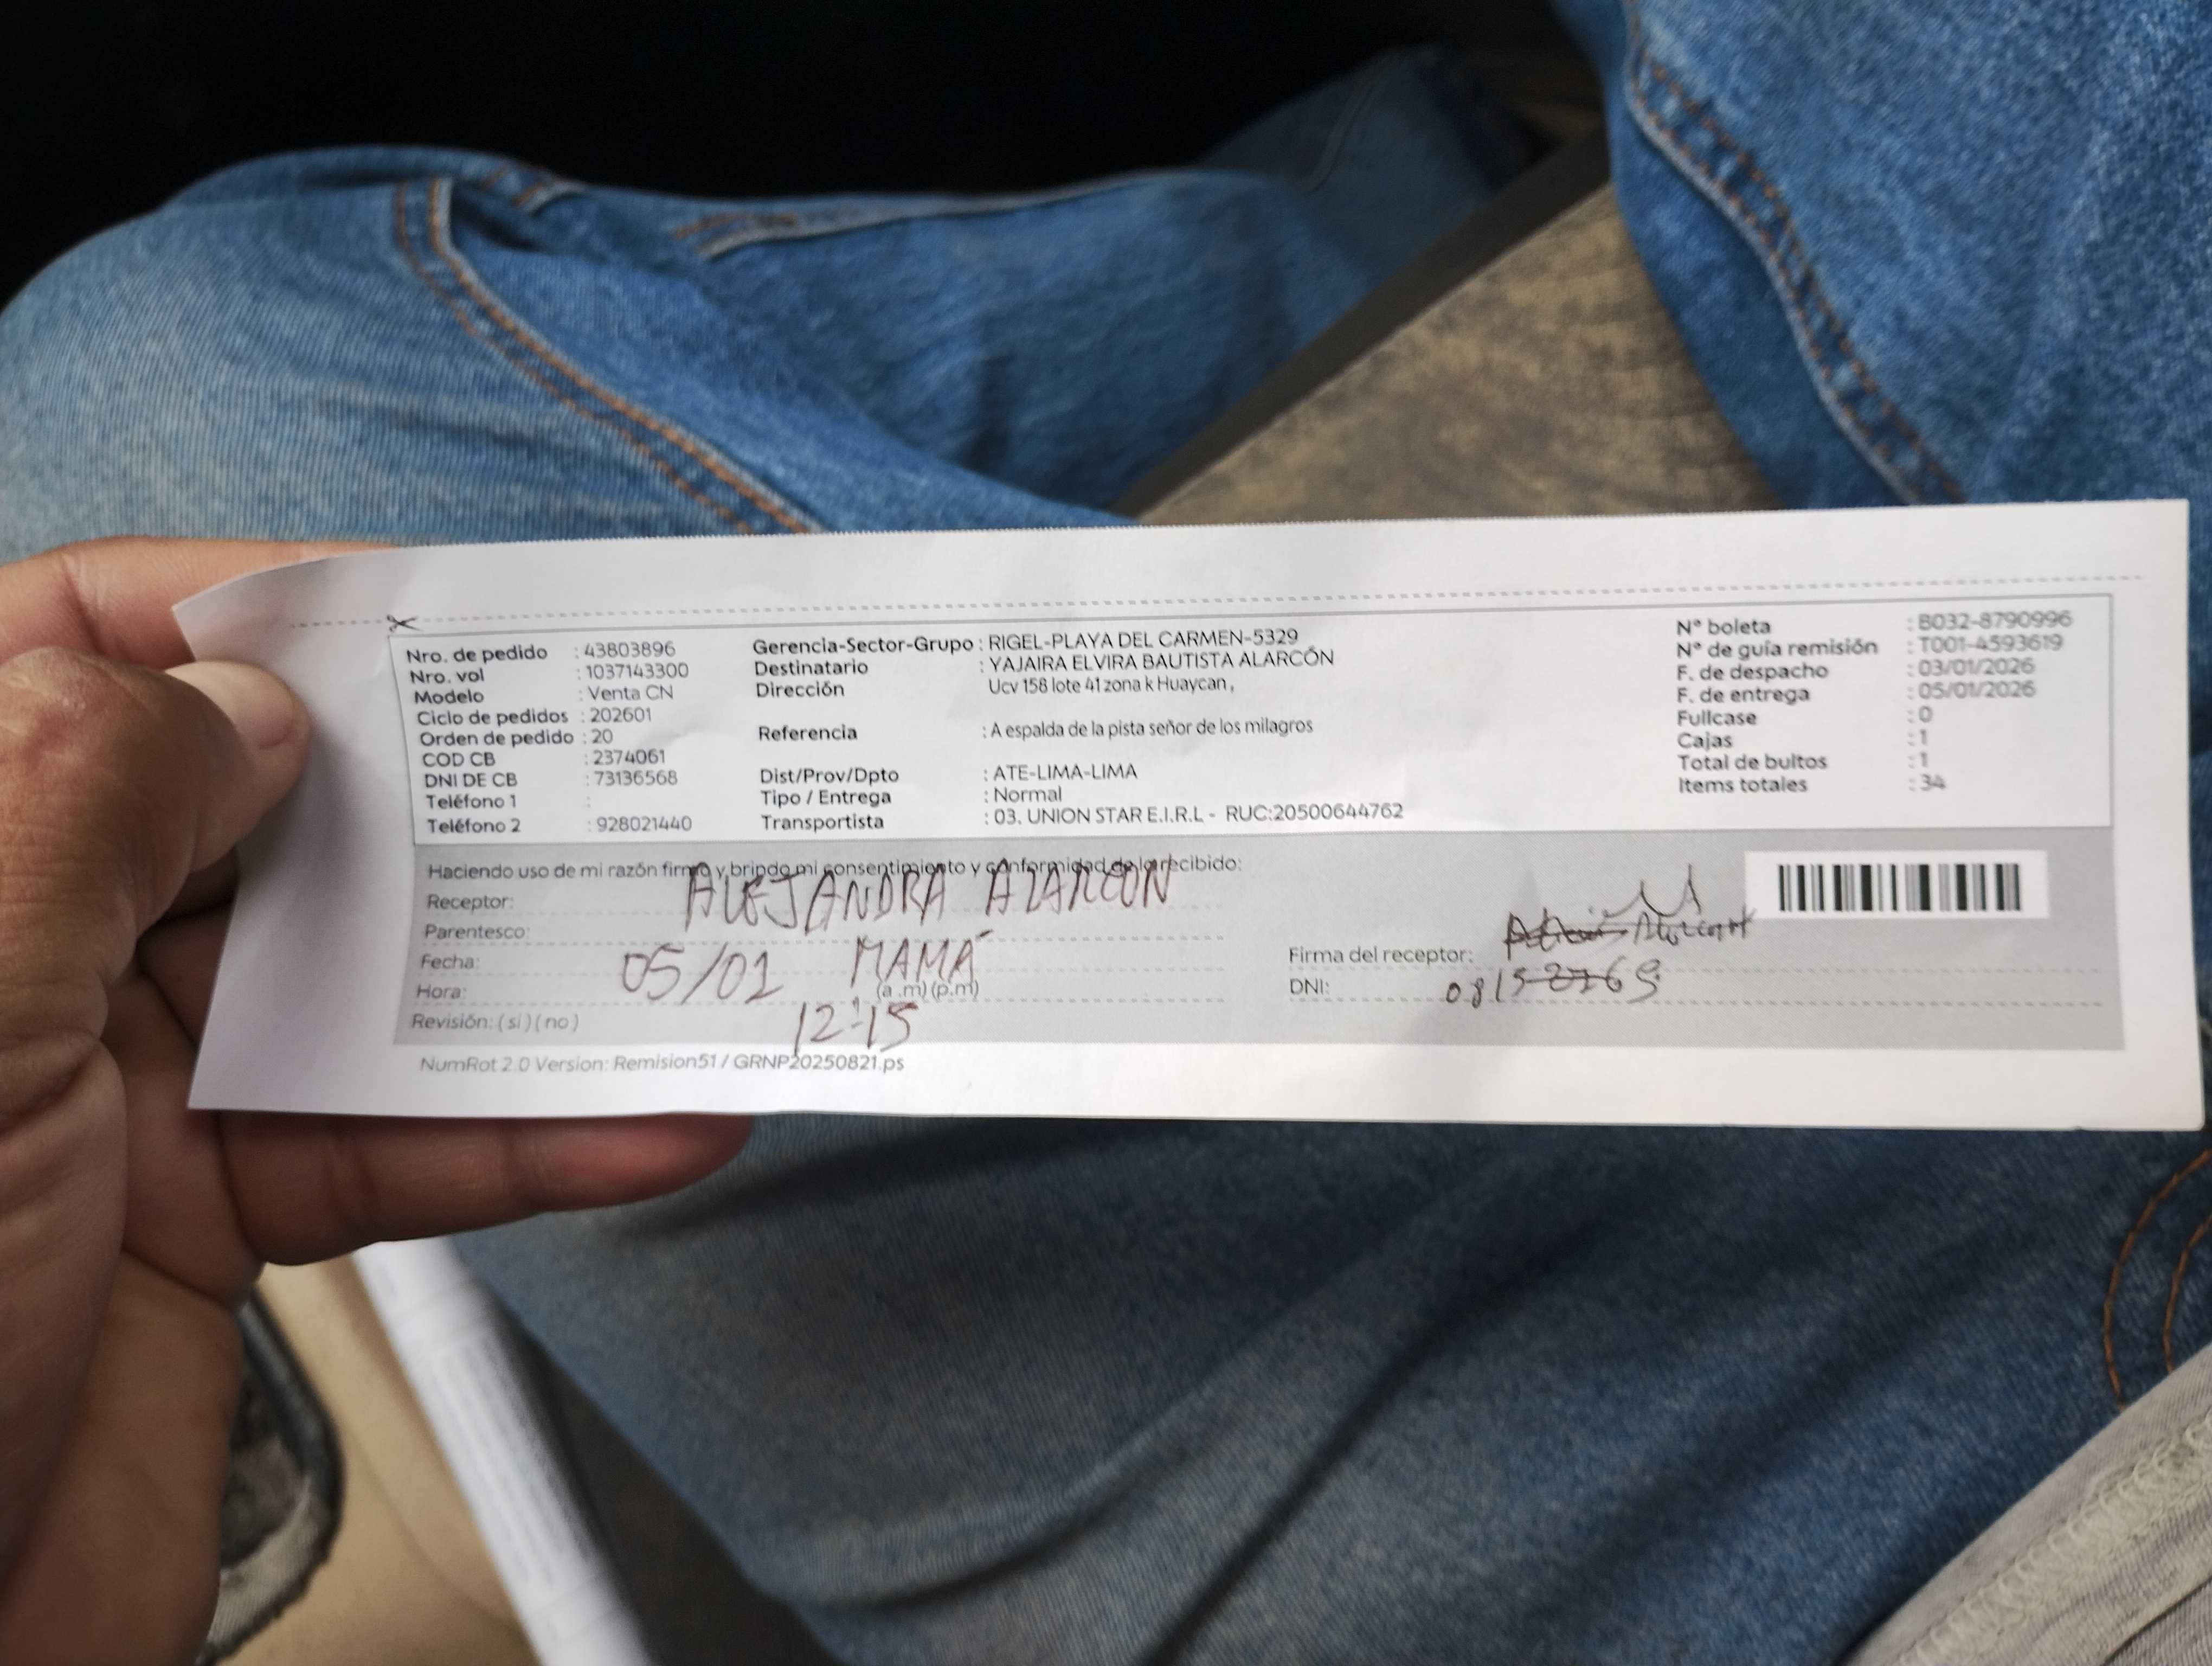 Nro. de pedido : 43803896
Nro. vol : 1037143300
Modelo : Venta CN
Ciclo de pedidos : 202601
Orden de pedido : 20
COD CB : 2374061
DNI DE CB : 73136568
Teléfono 1 :
Teléfono 2 : 928021440
Gerencia-Sector-Grupo : RIGEL-PLAYA DEL CARMEN-5329
Destinatario : YAJAIRA ELVIRA BAUTISTA ALARCÓN
Dirección Ucv 158 lote 41 zona k Huaycan,
Referencia : A espalda de la pista señor de los milagros
Dist/Prov/Dpto : ATE-LIMA-LIMA
Tipo / Entrega : Normal
Transportista : 03. UNION STAR E.I.R.L - RUC:20500644762
N° boleta : B032-8790996
N° de guía remisión : T001-4593619
F. de despacho : 03/01/2026
F. de entrega : 05/01/2026
Fullcase : 0
Cajas : 1
Total de bultos : 1
Items totales : 34
Haciendo uso de mi razón firmo y brindo mi consentimiento y conformidad de lo recibido:
Receptor: ALEJANDRA ALARCON
Parentesco: MAMÁ
Fecha: 05/01
Hora: 12:15 (a.m) (p.m)
Revisión: ( si ) ( no )
Firma del receptor:
DNI:
NumRot 2.0 Version: Remision51 / GRNP20250821.ps